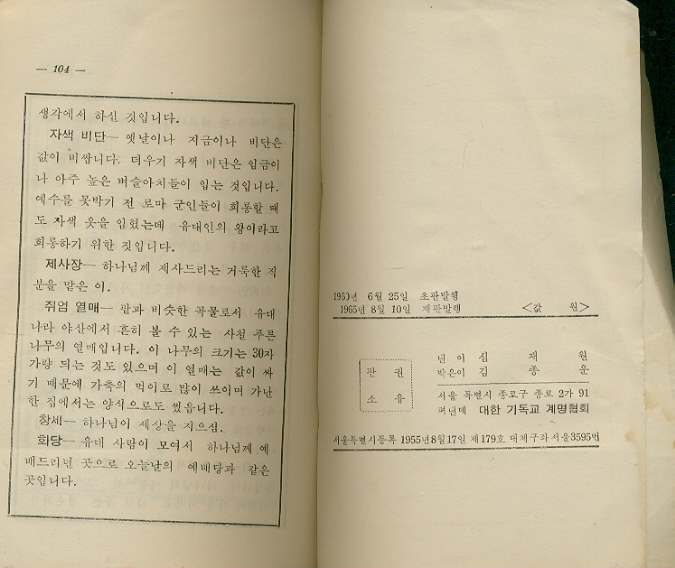 — 104 —
생각에서 하신 것입니다.
자색 비단— 옛날이나 지금이나 비단은
값이 비쌉니다. 더우기 자색 비단은 임금이
나 아주 높은 벼슬아치들이 입는 것입니다.
예수를 못박기 전 로마 군인들이 희롱할 때
도 자색 옷을 입혔는데 유대인의 왕이라고
희롱하기 위한 것입니다.
제사장— 하나님께 제사드리는 거룩한 직
분을 맡은 이.
쥐엄 열매— 팥과 비슷한 곡물로서 유대
나라 야산에서 흔히 볼 수 있는 사철 푸른
나무의 열매입니다. 이 나무의 크기는 30자
가량 되는 것도 있으며 이 열매는 값이 싸
기 때문에 가축의 먹이로 많이 쓰이며 가난
한 집에서는 양식으로도 썼읍니다.
창세— 하나님이 세상을 지으심.
회당— 유대 사람이 모여서 하나님께 예
배드리던 곳으로 오늘날의 예배당과 같은
곳입니다.
6월 25일 초판발행
1965년 8월 10일 재판발행 <값 원>
판권
소유
넌이 심재원
박은이 김종운
서울 특별시 종로구 종로 2가 91
펴낸데 대한 기독교 계명협회
서울특별시등록 1955년8월17일 제179호 대체구좌서울3595번